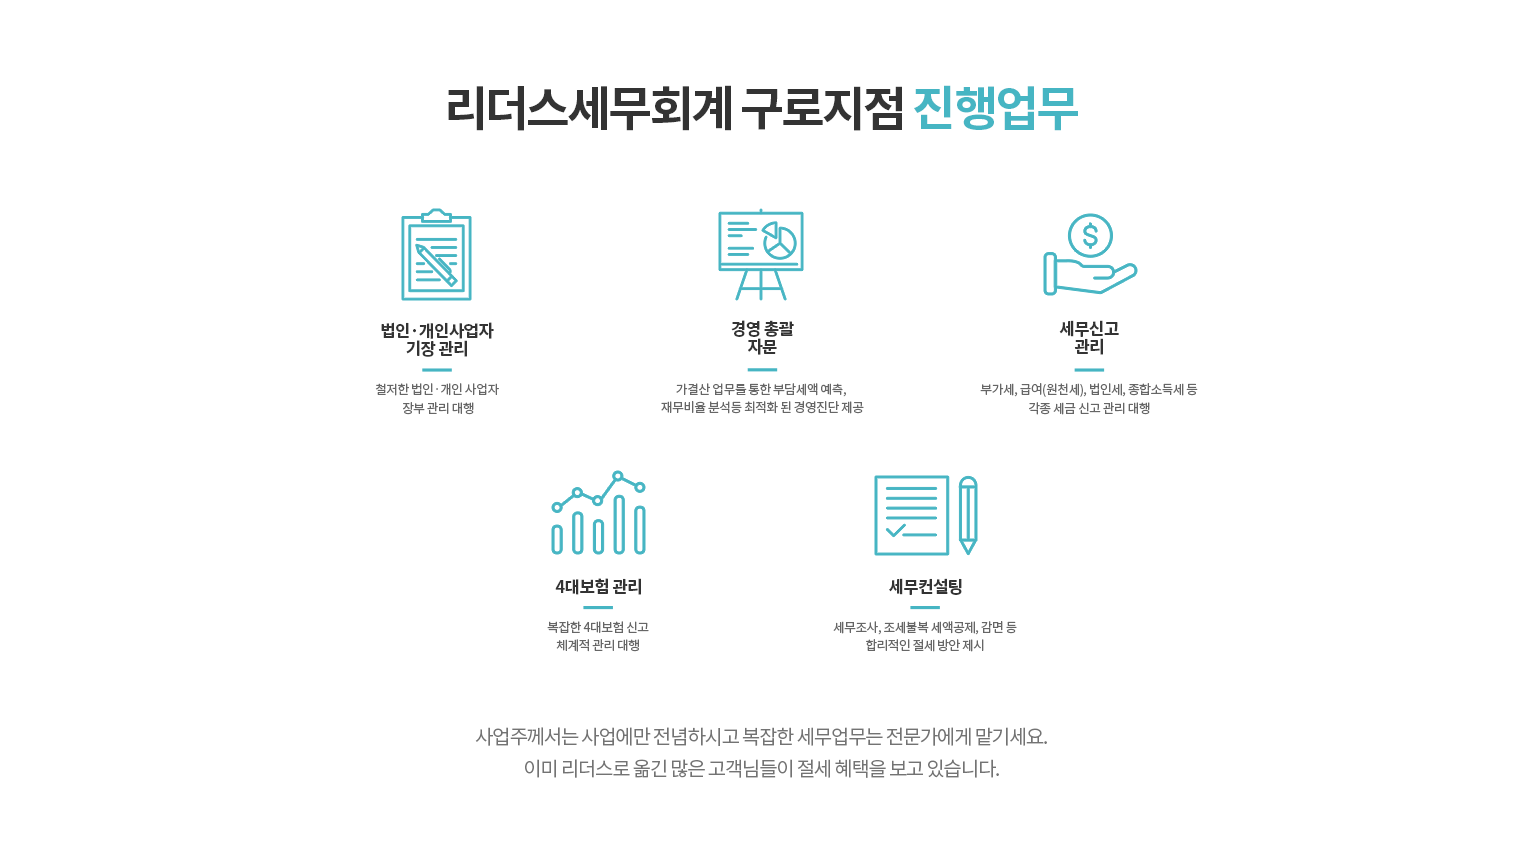 리더스세무회계 구로지점 진행업무
법인·개인사업자
기장 관리
철저한 법인·개인 사업자
장부 관리 대행
경영 총괄
자문
가결산 업무를 통한 부담세액 예측,
재무비율 분석등 최적화 된 경영진단 제공
세무신고
관리
부가세, 급여(원천세), 법인세, 종합소득세 등
각종 세금 신고 관리 대행
4대보험 관리
복잡한 4대보험 신고
체계적 관리 대행
세무컨설팅
세무조사, 조세불복 세액공제, 감면 등
합리적인 절세 방안 제시
사업주께서는 사업에만 전념하시고 복잡한 세무업무는 전문가에게 맡기세요.
이미 리더스로 옮긴 많은 고객님들이 절세 혜택을 보고 있습니다.